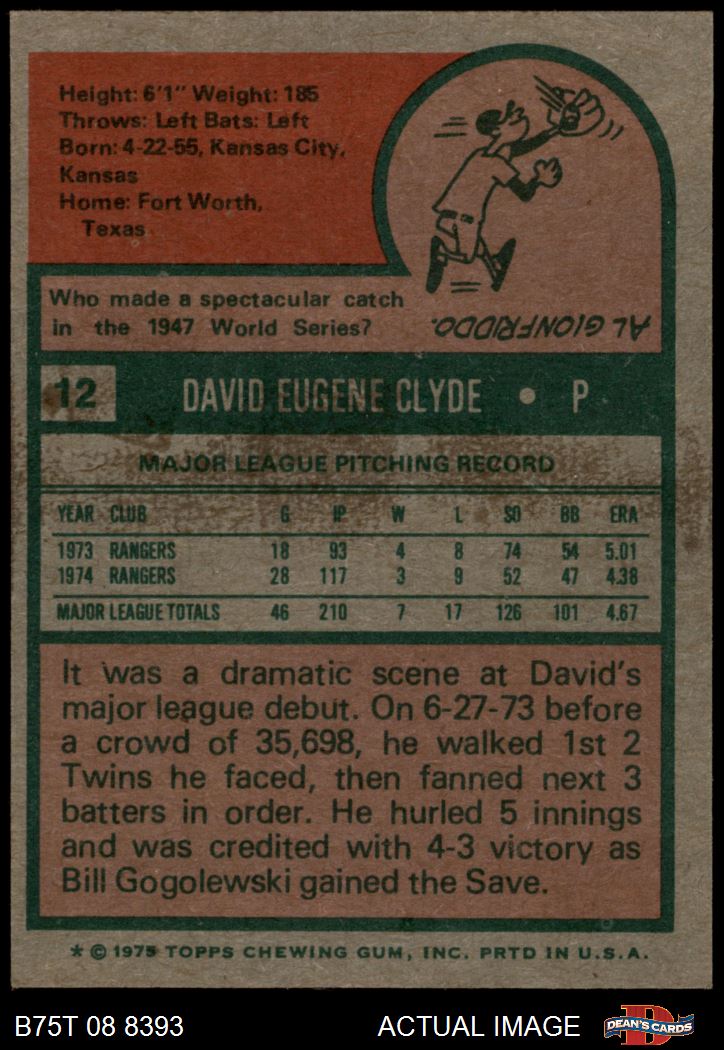 Height: 6'1" Weight: 185
Throws: Left Bats: Left
Born: 4-22-55, Kansas City,
Kansas
Home: Fort Worth,
Texas
Who made a spectacular catch
in the 1947 World Series?
AL GIONFRIDDO.
12 DAVID EUGENE CLYDE • P
MAJOR LEAGUE PITCHING RECORD
YEAR CLUB G IP W L SO BB ERA
1973 RANGERS 18 93 4 8 74 54 5.01
1974 RANGERS 28 117 3 9 52 47 4.38
MAJOR LEAGUE TOTALS 46 210 7 17 126 101 4.67
It was a dramatic scene at David's
major league debut. On 6-27-73 before
a crowd of 35,698, he walked 1st 2
Twins he faced, then fanned next 3
batters in order. He hurled 5 innings
and was credited with 4-3 victory as
Bill Gogolewski gained the Save.
* © 1975 TOPPS CHEWING GUM, INC. PRTD IN U.S.A.
B75T 08 8393 ACTUAL IMAGE D DEAN'S CARDS